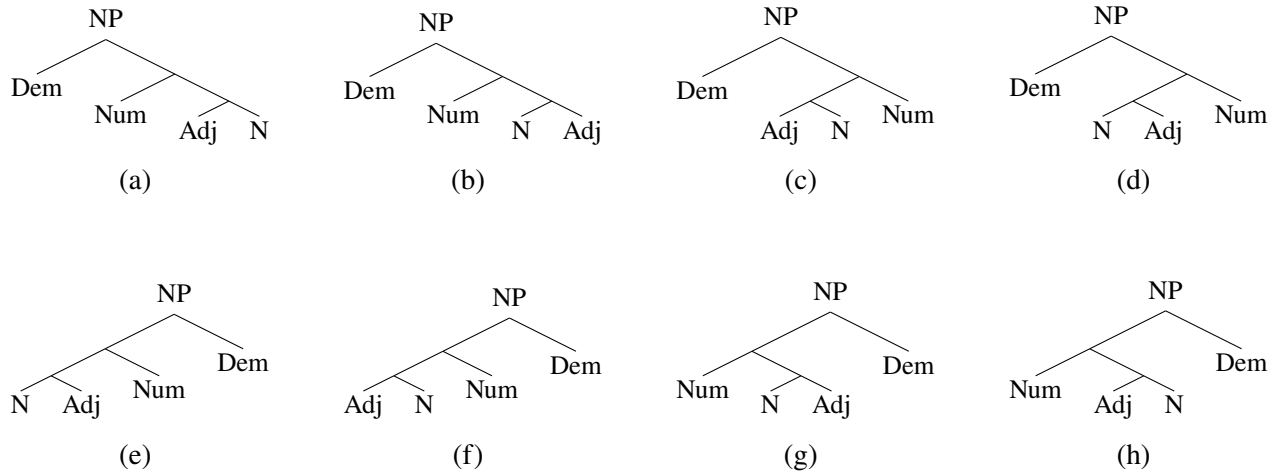 NP NP NP NP
Dem Dem Dem Dem
Num Num Num Num
Adj N N Adj Adj N N Adj
(a) (b) (c) (d)
NP NP NP NP
Dem Dem Dem Dem
N Adj Num Adj N Num Num N Adj Num Adj N
(e) (f) (g) (h)